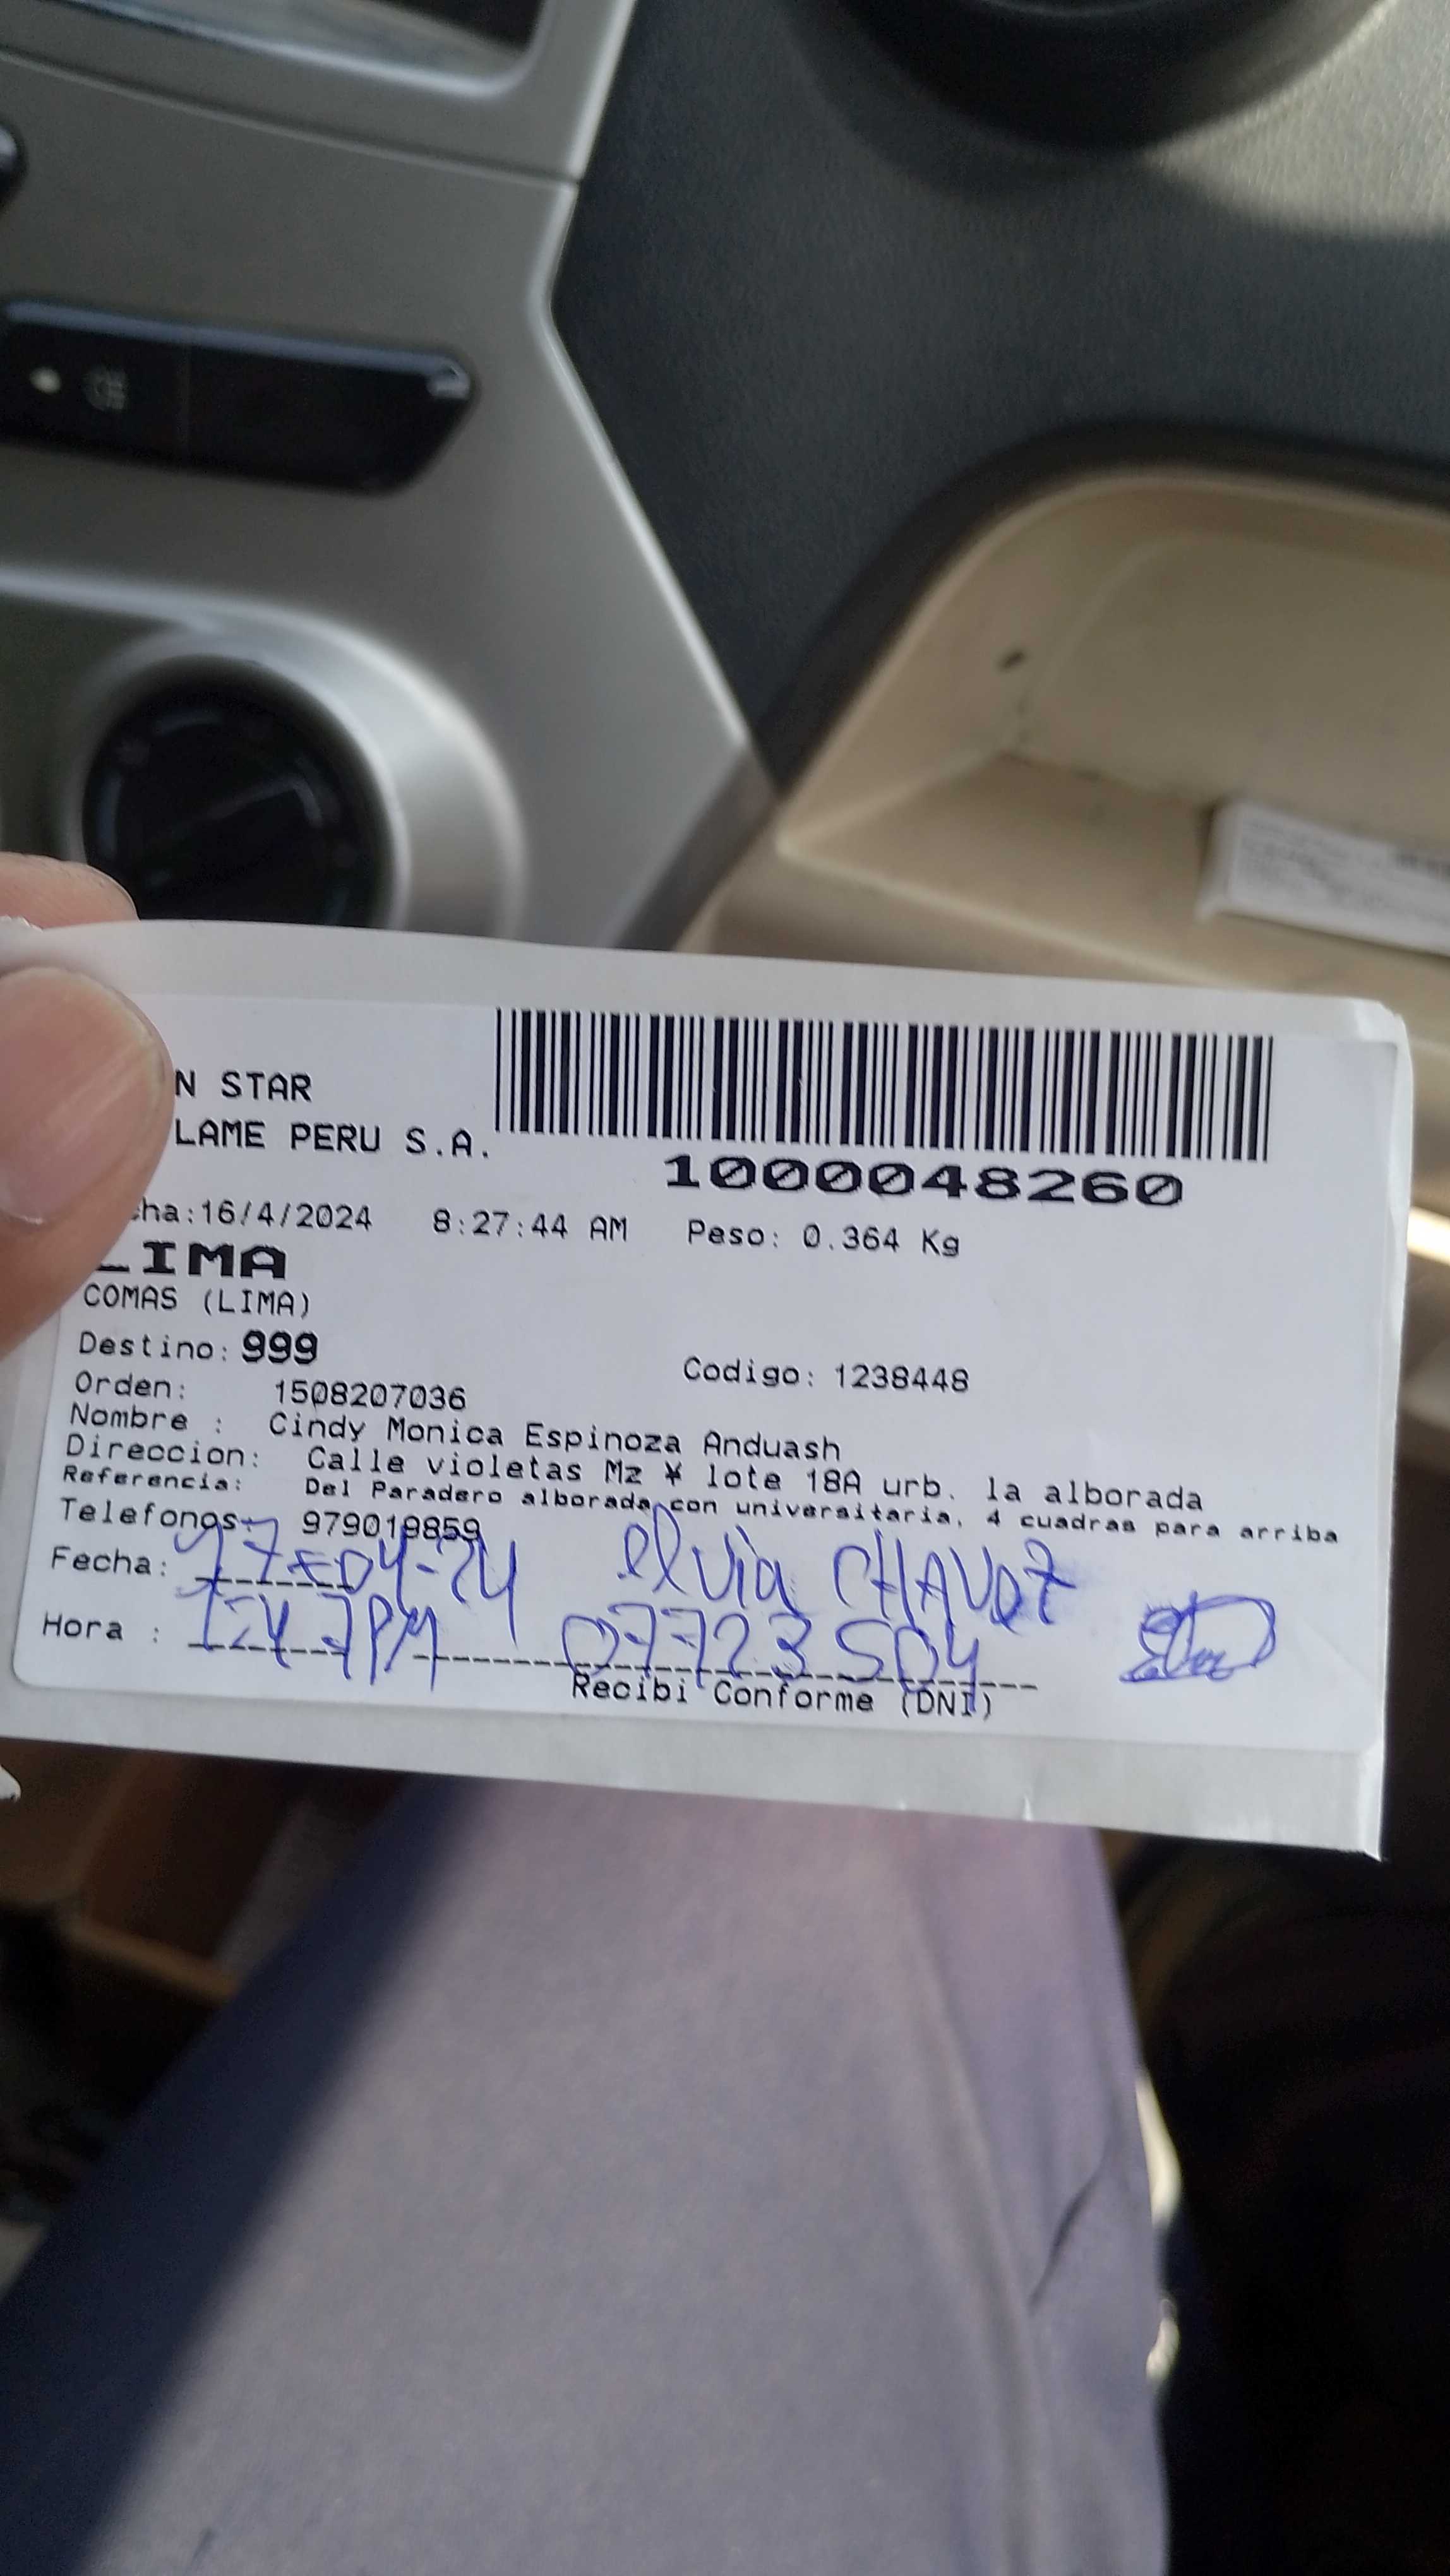 N STAR
LAME PERU S.A.
1000048260
ha:16/4/2024 8:27:44 AM Peso: 0.364 Kg
LIMA
COMAS (LIMA)
Destino: 999 Codigo: 1238448
Orden: 1508207036
Nombre : Cindy Monica Espinoza Anduash
Direccion: Calle violetas Mz ¥ lote 18A urb. la alborada
Referencia: Del Paradero alborada con universitaria, 4 cuadras para arriba
Telefonos: 979019859
Fecha: 17-04-24 elvia CHAVez
Hora : PM 07723504
Recibi Conforme (DNI)